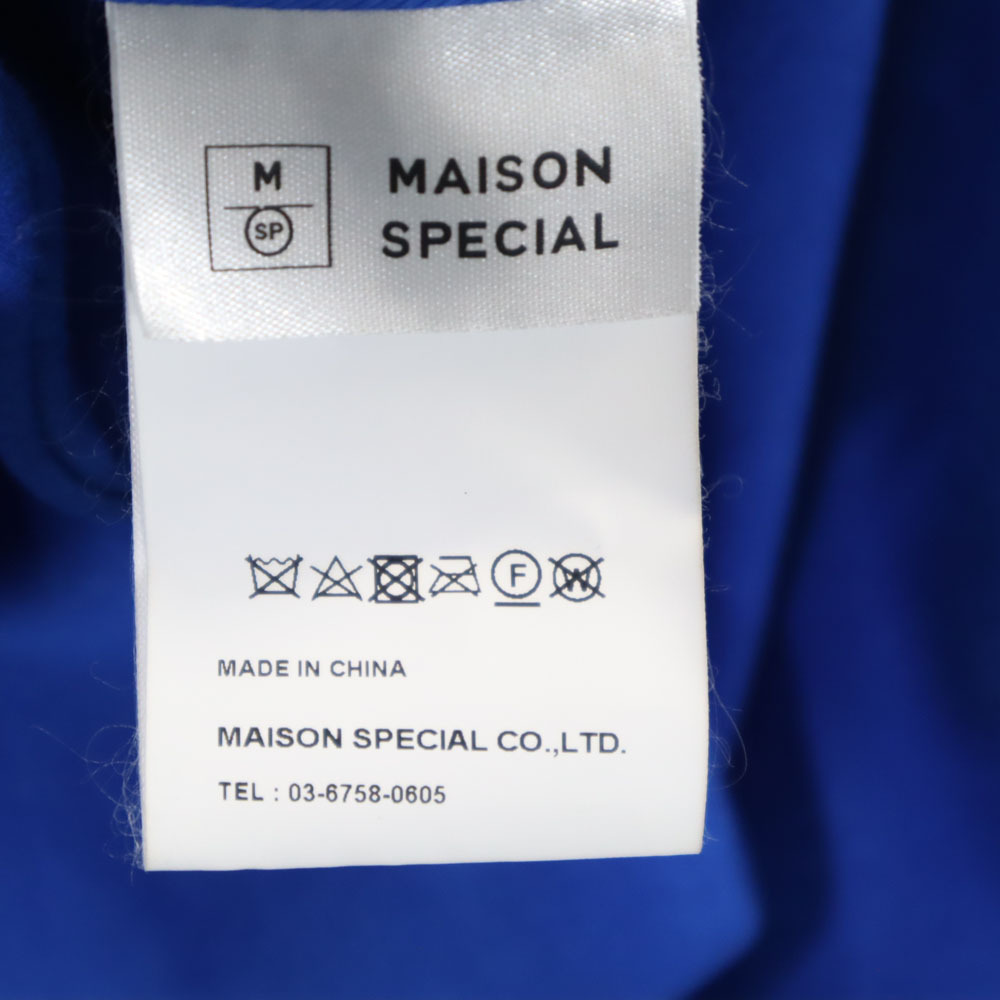 M
SP
MAISON
SPECIAL
F
W
MADE IN CHINA
MAISON SPECIAL CO.,LTD.
TEL : 03-6758-0605